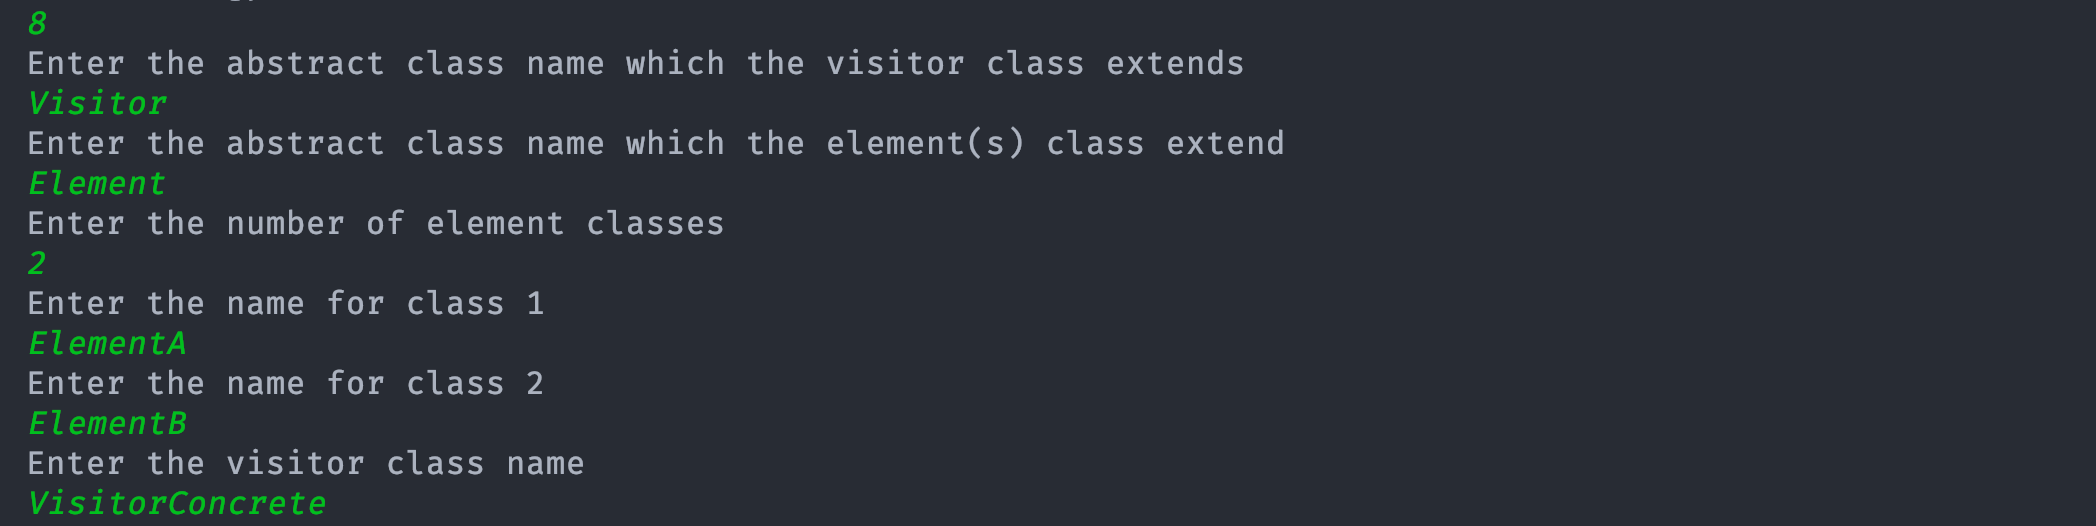 8
Enter the abstract class name which the visitor class extends
Visitor
Enter the abstract class name which the element(s) class extend
Element
Enter the number of element classes
2
Enter the name for class 1
ElementA
Enter the name for class 2
ElementB
Enter the visitor class name
VisitorConcrete